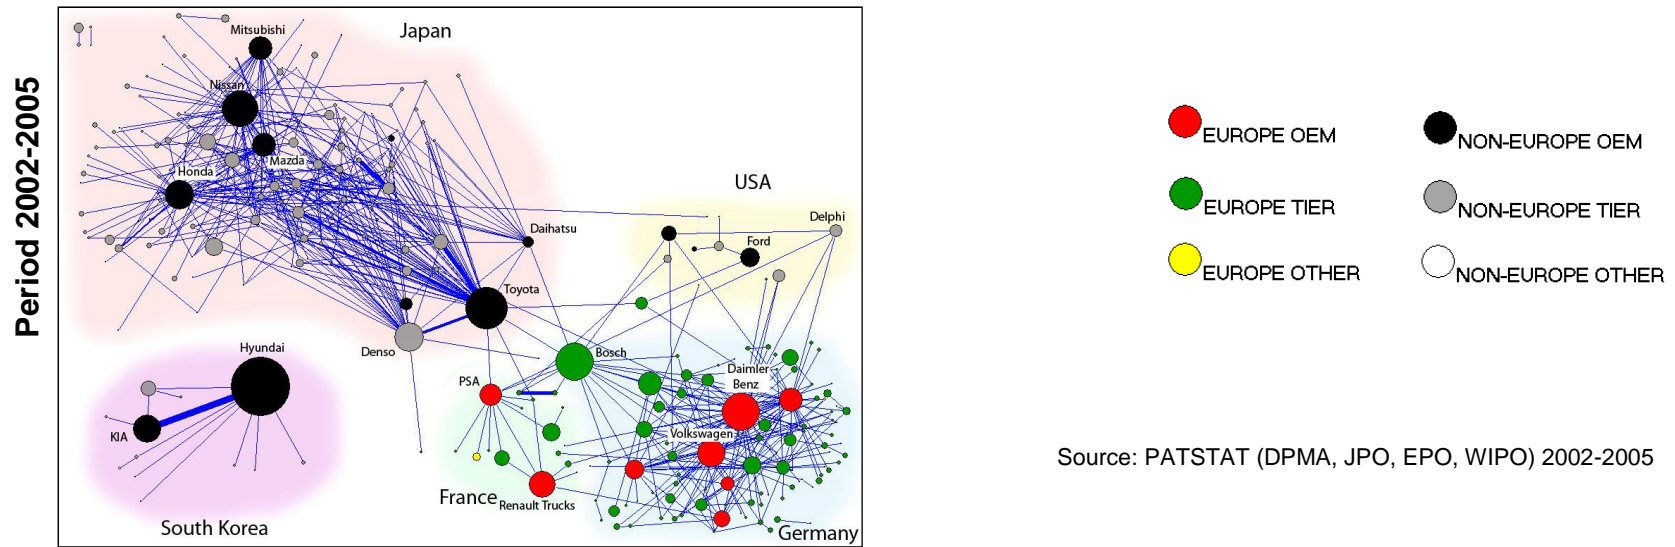 Period 2002-2005
Japan
Mitsubishi
Nissan
Mazda
Honda
USA
Delphi
Ford
Daihatsu
Toyota
Denso
Hyundai
KIA
South Korea
Bosch
PSA
Daimler
Benz
Volkswagen
France
Renault Trucks
Germany
EUROPE OEM
NON-EUROPE OEM
EUROPE TIER
NON-EUROPE TIER
EUROPE OTHER
NON-EUROPE OTHER
Source: PATSTAT (DPMA, JPO, EPO, WIPO) 2002-2005